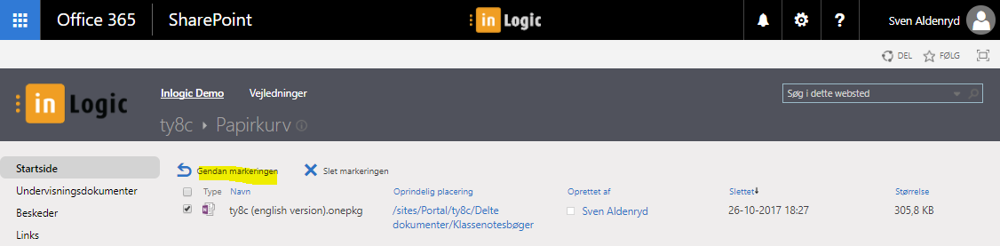 Office 365 SharePoint in Logic ? Sven Aldenryd
DEL FØLG
in Logic Inlogic Demo Vejledninger Søg i dette websted
ty8c Papirkurv
Startside
Undervisningsdokumenter
Beskeder
Links
Gendan markeringen Slet markeringen
Type Navn Oprindelig placering Oprettet af Slettet Størrelse
ty8c (english version).onepkg /sites/Portal/ty8c/Delte Sven Aldenryd 26-10-2017 18:27 305,8 KB
dokumenter/Klassenotesbøger